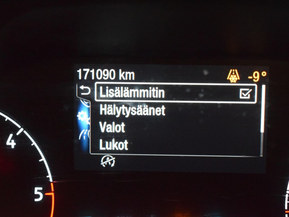 171090 km -9°
Lisälämmitin
Hälytysäänet
Valot
Lukot
4
5